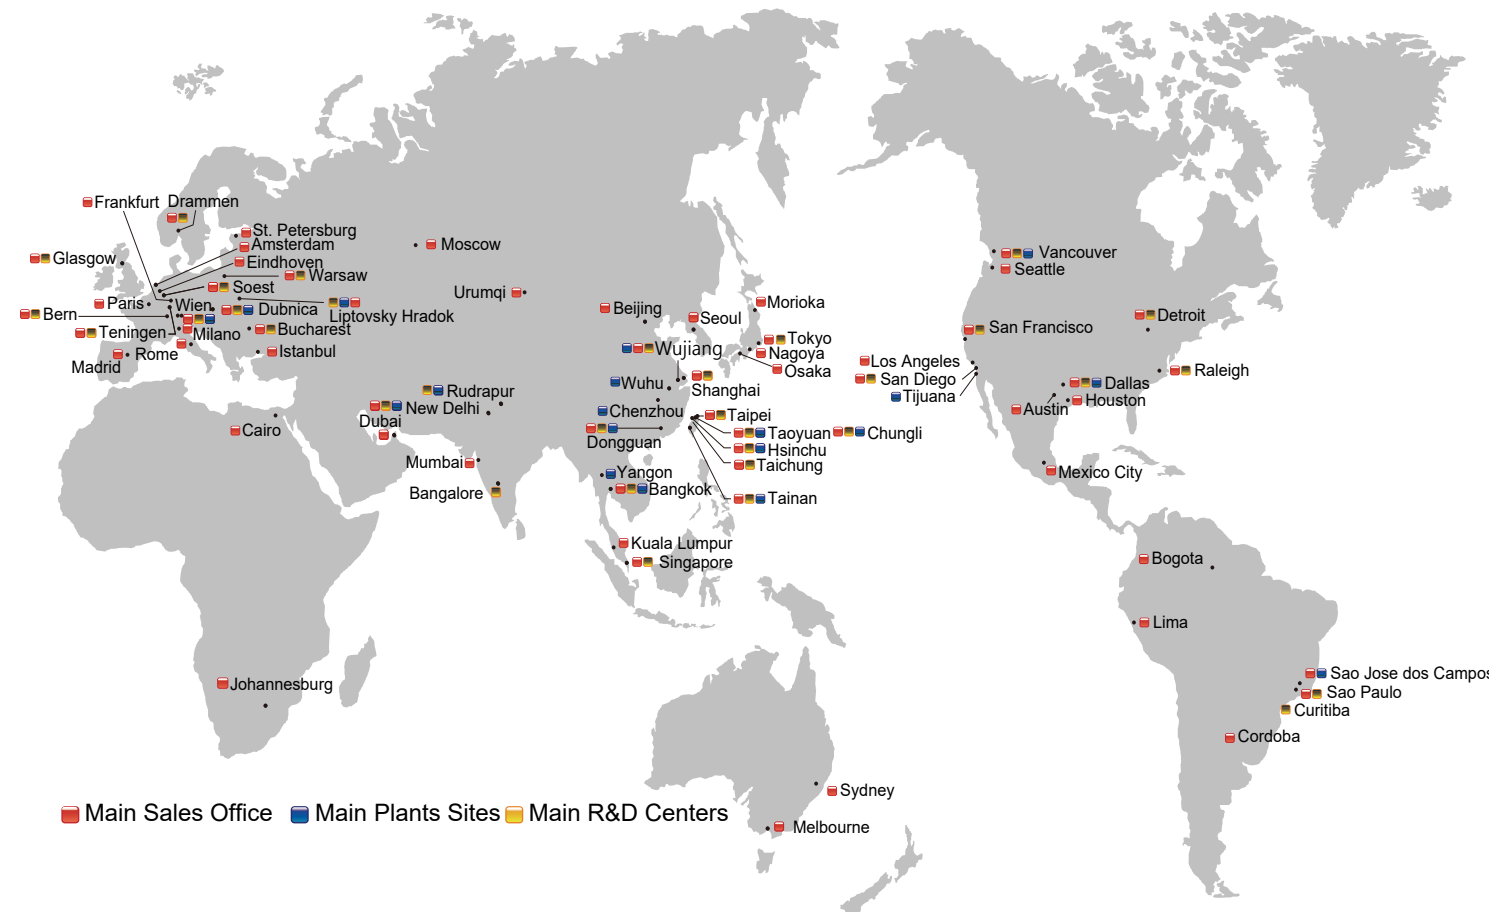 Frankfurt
Drammen
St. Petersburg
Amsterdam
Moscow
Glasgow
Eindhoven
Warsaw
Soest
Paris
Wien
Dubnica
Liptovsky Hradok
Bern
Teningen
Milano
Bucharest
Madrid
Rome
Istanbul
Urumqi
Beijing
Seoul
Morioka
Tokyo
Wujiang
Nagoya
Osaka
Rudrapur
Wuhu
Shanghai
New Delhi
Dubai
Chenzhou
Taipei
Cairo
Dongguan
Taoyuan
Chungli
Hsinchu
Taichung
Mumbai
Yangon
Bangalore
Bangkok
Tainan
Kuala Lumpur
Singapore
Johannesburg
Vancouver
Seattle
San Francisco
Detroit
Los Angeles
San Diego
Raleigh
Tijuana
Dallas
Austin
Houston
Mexico City
Bogota
Lima
Sao Jose dos Campos
Sao Paulo
Curitiba
Cordoba
Sydney
Melbourne
Main Sales Office
Main Plants Sites
Main R&D Centers